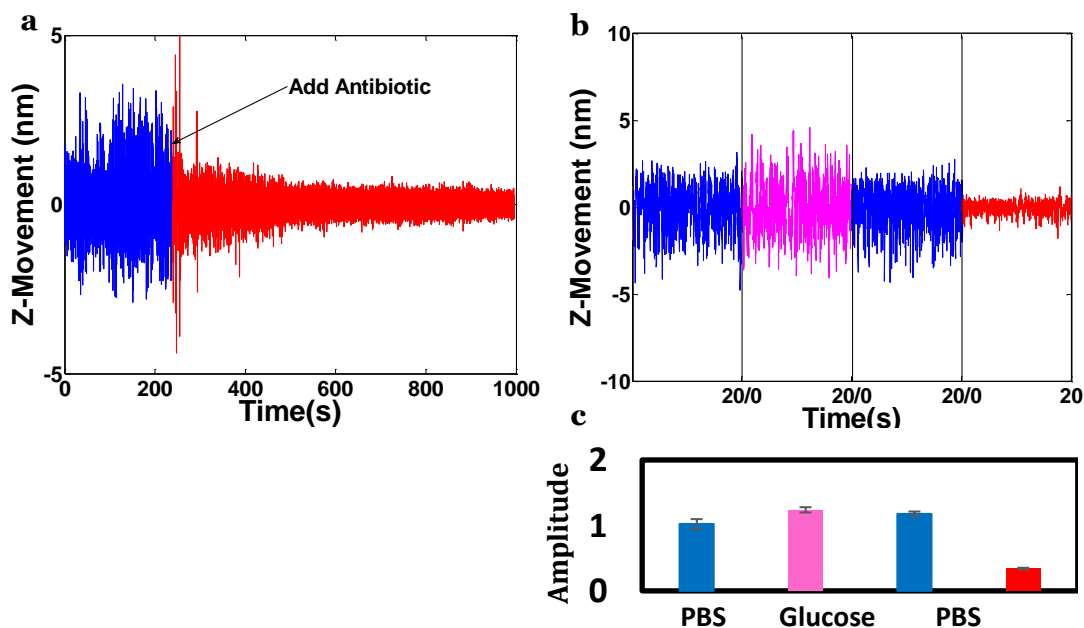 a
5
0
-5
Z-Movement (nm)
Add Antibiotic
0 200 400 600 800 1000
Time(s)
b
10
5
0
-5
-10
Z-Movement (nm)
20/0 20/0 20/0 20
Time(s)
c
2
1
0
Amplitude
PBS Glucose PBS